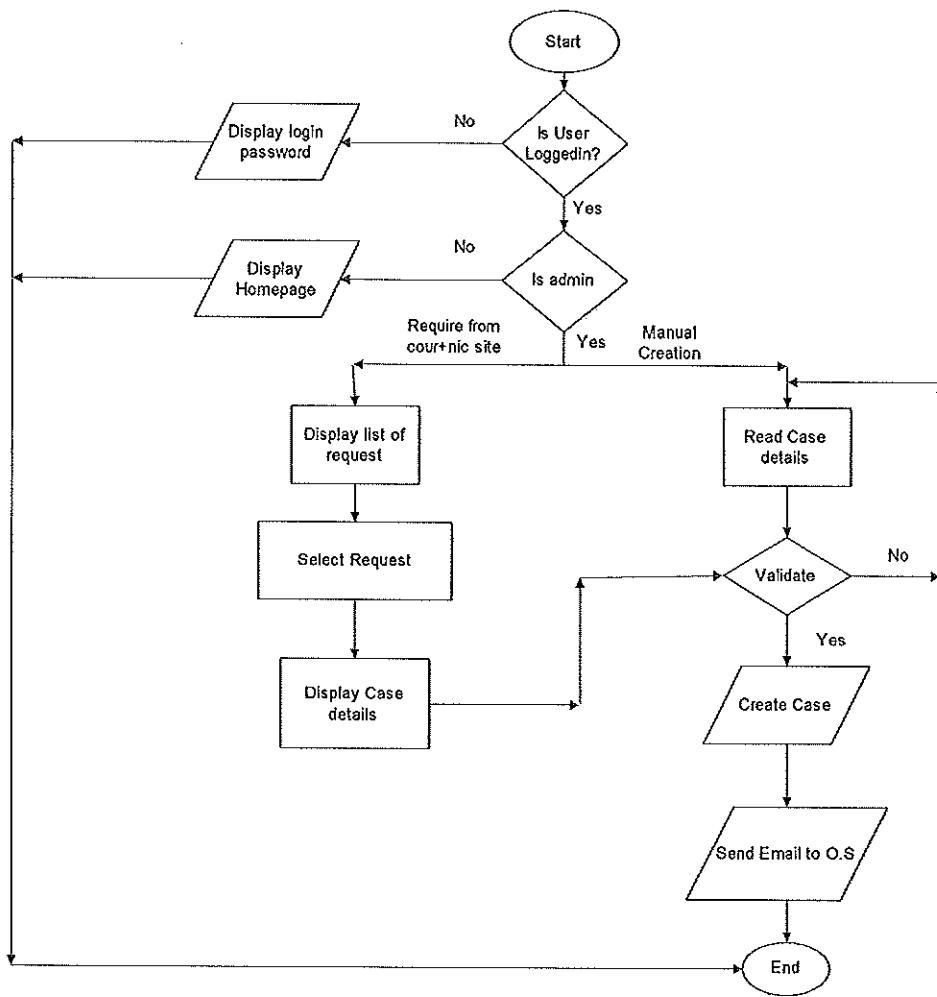 Start
Is User
Loggedin?
No
Display login
password
Yes
Is admin
No
Display
Homepage
Yes
Require from
cour+nic site
Manual
Creation
Display list of
request
Read Case
details
Select Request
Validate
No
Display Case
details
Yes
Create Case
Send Email to O.S
End